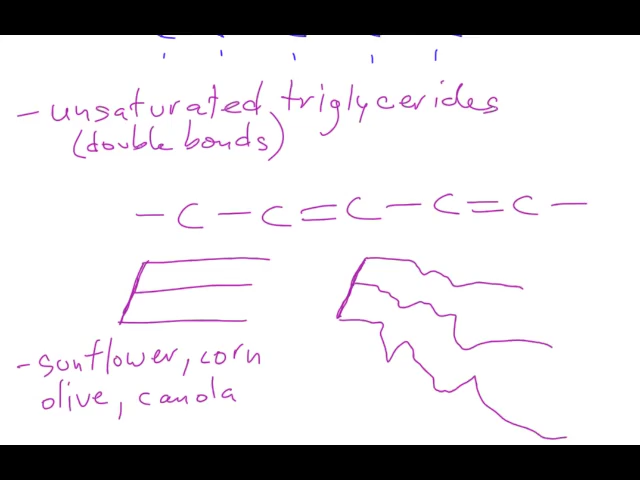 - unsaturated triglycerides
(double bonds)
- C - C = C - C = C -
- sunflower, corn
olive, canola